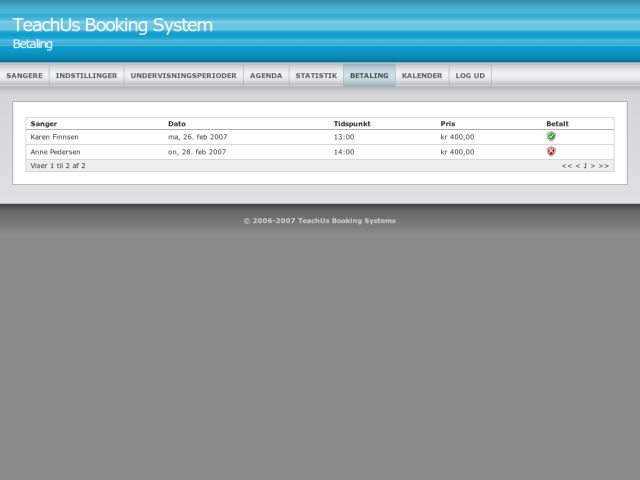 TeachUs Booking System
Betaling
SANGERE INDSTILLINGER UNDERVISNINGSPERIODER AGENDA STATISTIK BETALING KALENDER LOG UD
Sanger Dato Tidspunkt Pris Betalt
Karen Finnsen ma, 26. feb 2007 13:00 kr 400,00
Anne Pedersen on, 28. feb 2007 14:00 kr 400,00
Viser 1 til 2 af 2 << < 1 > >>
© 2006-2007 TeachUs Booking Systems